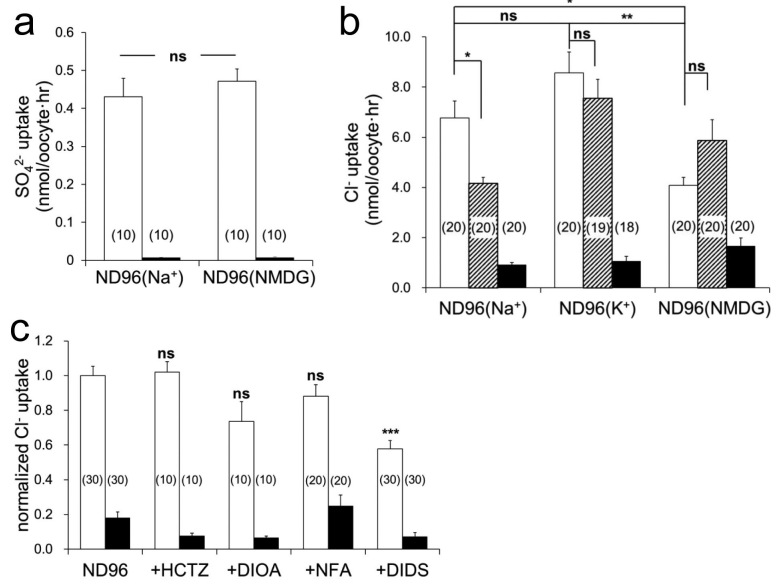 a
SO₄²⁻ uptake
(nmol/oocyte·hr)
0.6
0.5
0.4
0.3
0.2
0.1
0
ns
(10) (10) (10) (10)
ND96(Na⁺) ND96(NMDG)
b
Cl⁻ uptake
(nmol/oocyte·hr)
10.0
8.0
6.0
4.0
2.0
0.0
*
ns **
* ns ns
(20) (20) (20) (20) (19) (18) (20) (20) (20)
ND96(Na⁺) ND96(K⁺) ND96(NMDG)
c
normalized Cl⁻ uptake
1.2
1.0
0.8
0.6
0.4
0.2
0.0
ns ns ns ***
(30) (30) (10) (10) (10) (10) (20) (20) (30) (30)
ND96 +HCTZ +DIOA +NFA +DIDS